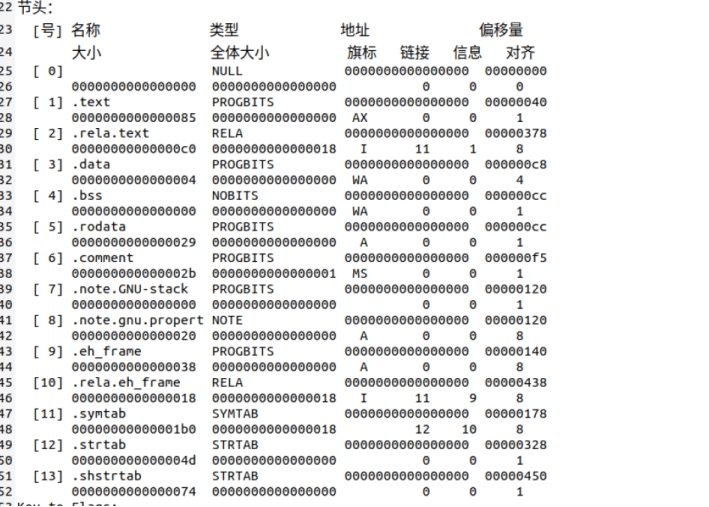 22 节头：
23 [号] 名称 类型 地址 偏移量
24 大小 全体大小 旗标 链接 信息 对齐
25 [ 0] NULL 0000000000000000 00000000
26 0000000000000000 0000000000000000 0 0 0
27 [ 1] .text PROGBITS 0000000000000000 00000040
28 0000000000000085 0000000000000000 AX 0 0 1
29 [ 2] .rela.text RELA 0000000000000000 00000378
30 00000000000000c0 0000000000000018 I 11 1 8
31 [ 3] .data PROGBITS 0000000000000000 000000c8
32 0000000000000004 0000000000000000 WA 0 0 4
33 [ 4] .bss NOBITS 0000000000000000 000000cc
34 0000000000000000 0000000000000000 WA 0 0 1
35 [ 5] .rodata PROGBITS 0000000000000000 000000cc
36 0000000000000029 0000000000000000 A 0 0 1
37 [ 6] .comment PROGBITS 0000000000000000 000000f5
38 000000000000002b 0000000000000001 MS 0 0 1
39 [ 7] .note.GNU-stack PROGBITS 0000000000000000 00000120
40 0000000000000000 0000000000000000 0 0 1
41 [ 8] .note.gnu.propert NOTE 0000000000000000 00000120
42 0000000000000020 0000000000000000 A 0 0 8
43 [ 9] .eh_frame PROGBITS 0000000000000000 00000140
44 0000000000000038 0000000000000000 A 0 0 8
45 [10] .rela.eh_frame RELA 0000000000000000 00000438
46 0000000000000018 0000000000000018 I 11 9 8
47 [11] .symtab SYMTAB 0000000000000000 00000178
48 00000000000001b0 0000000000000018 12 10 8
49 [12] .strtab STRTAB 0000000000000000 00000328
50 000000000000004d 0000000000000000 0 0 1
51 [13] .shstrtab STRTAB 0000000000000000 00000450
52 0000000000000074 0000000000000000 0 0 1